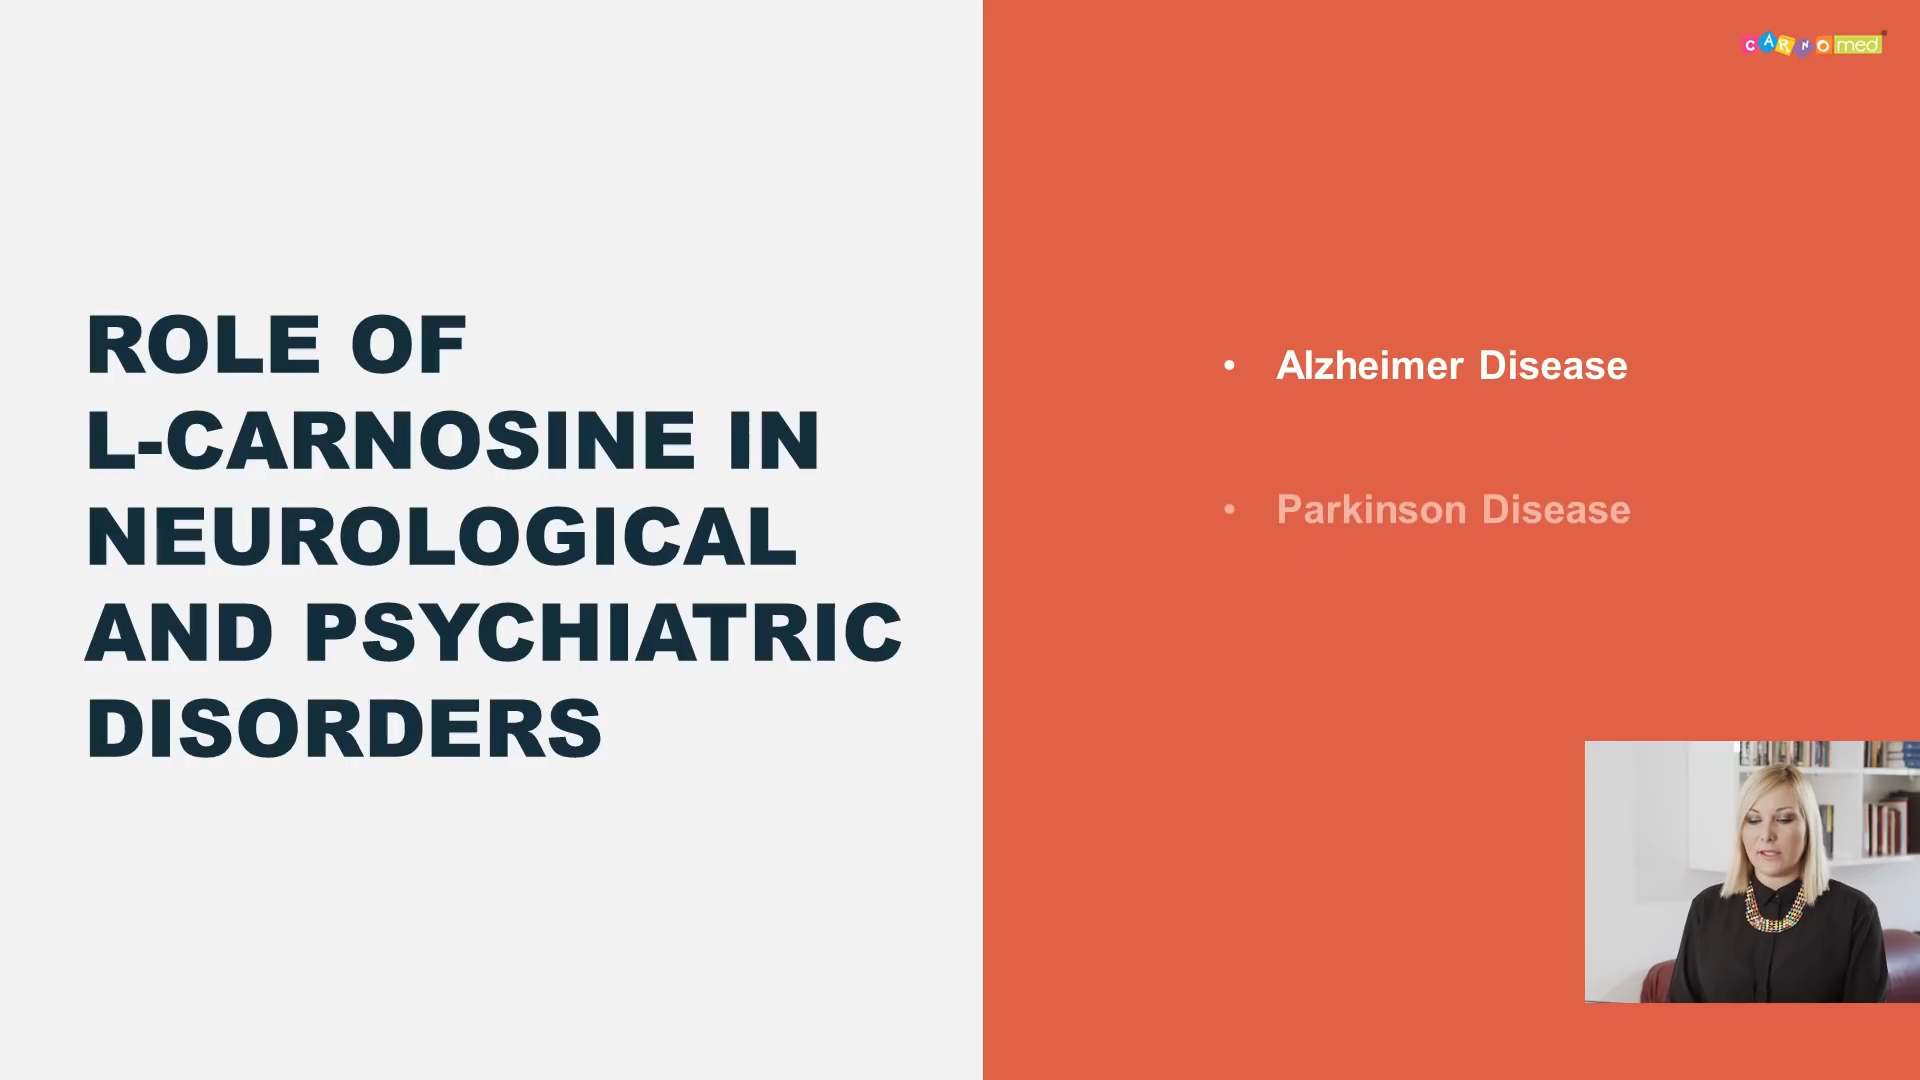 CARNOmed
ROLE OF
L-CARNOSINE IN
NEUROLOGICAL
AND PSYCHIATRIC
DISORDERS
• Alzheimer Disease
• Parkinson Disease